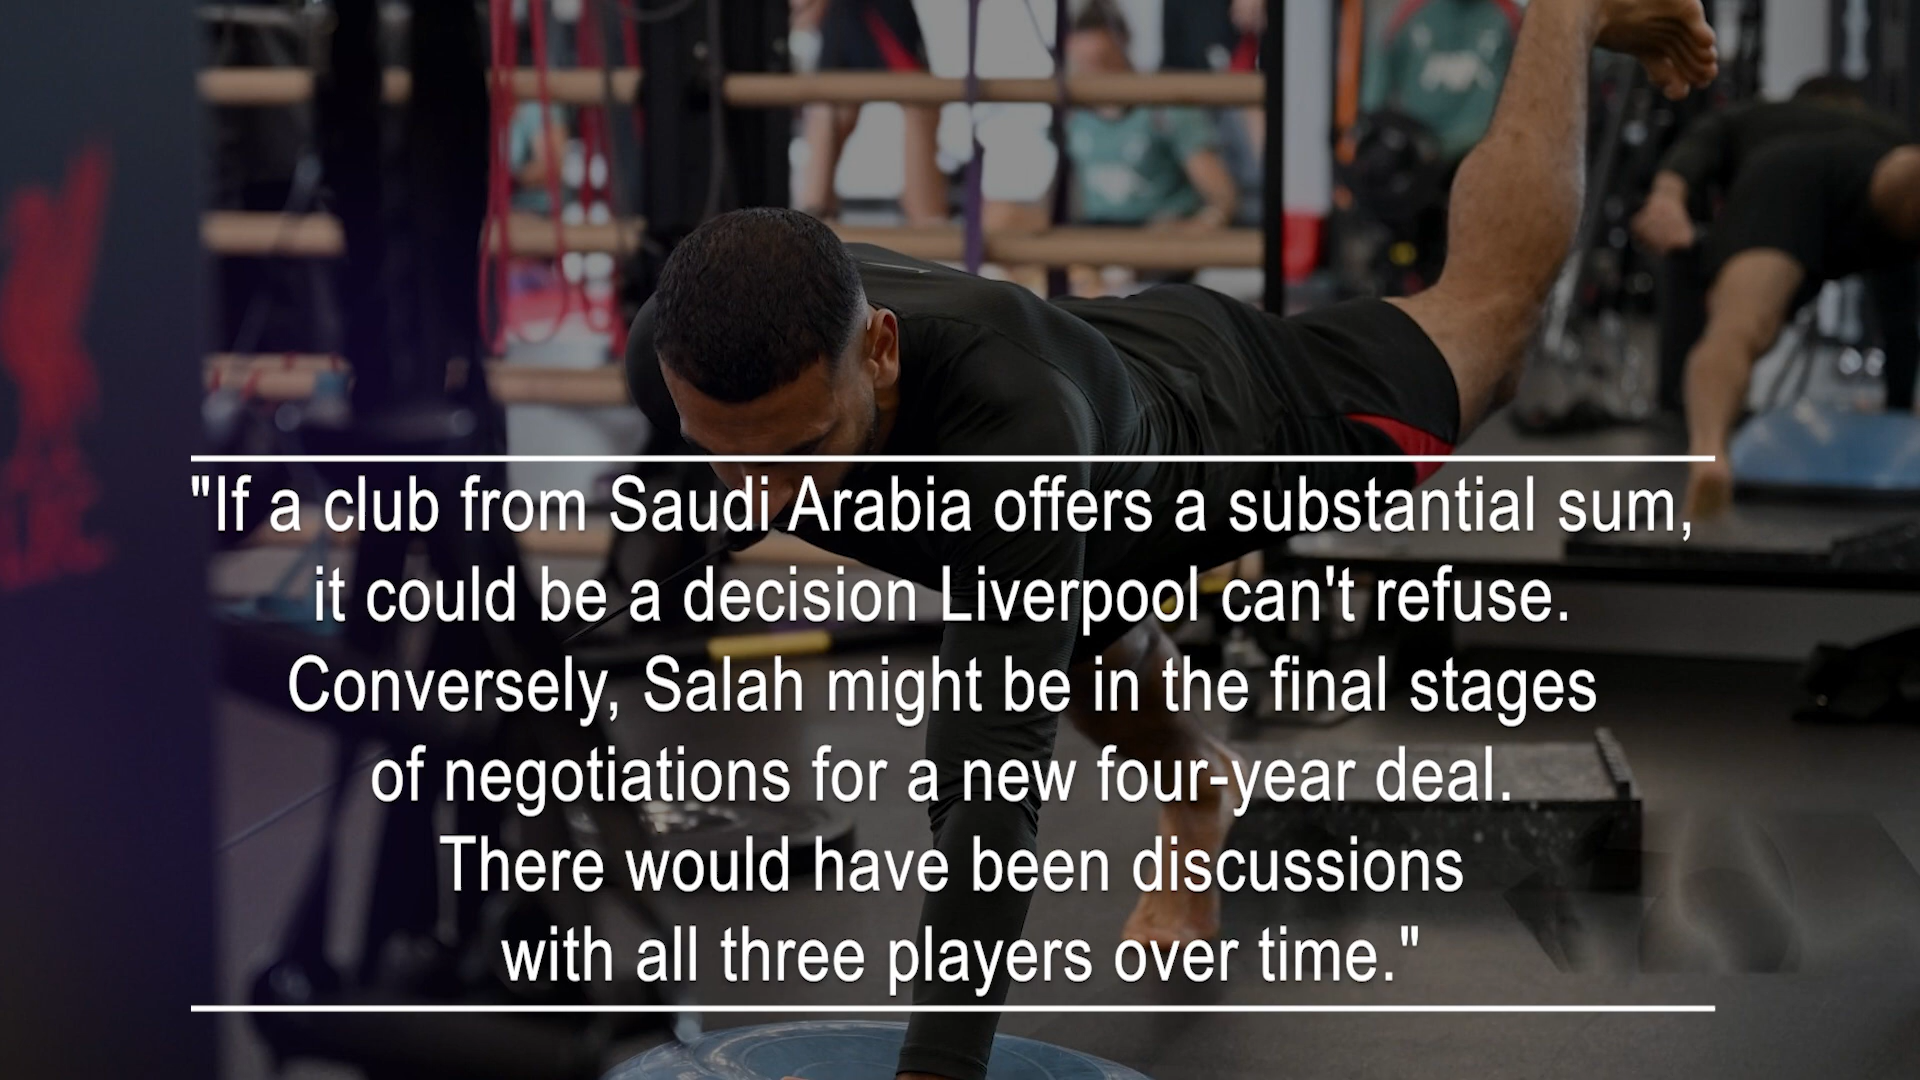 "If a club from Saudi Arabia offers a substantial sum,
it could be a decision Liverpool can't refuse.
Conversely, Salah might be in the final stages
of negotiations for a new four-year deal.
There would have been discussions
with all three players over time."